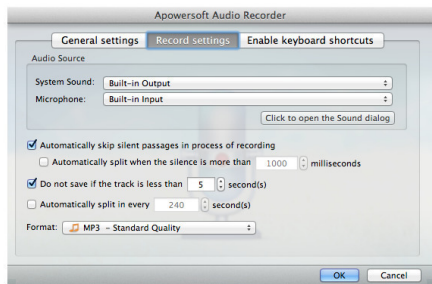 Apowersoft Audio Recorder
General settings Record settings Enable keyboard shortcuts
Audio Source
System Sound: Built-in Output
Microphone: Built-in Input
Click to open the Sound dialog
Automatically skip silent passages in process of recording
Automatically split when the silence is more than 1000 milliseconds
Do not save if the track is less than 5 second(s)
Automatically split in every 240 second(s)
Format: MP3 - Standard Quality
OK Cancel